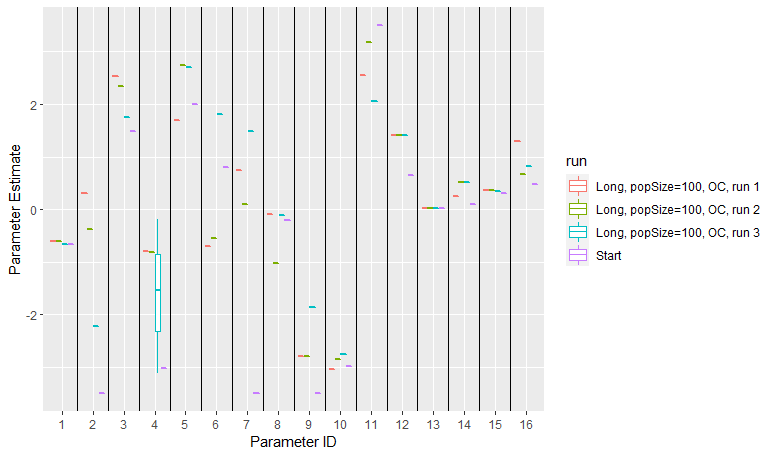 Parameter Estimate
2
0
-2
1 2 3 4 5 6 7 8 9 10 11 12 13 14 15 16
Parameter ID
run
Long, popSize=100, OC, run 1
Long, popSize=100, OC, run 2
Long, popSize=100, OC, run 3
Start